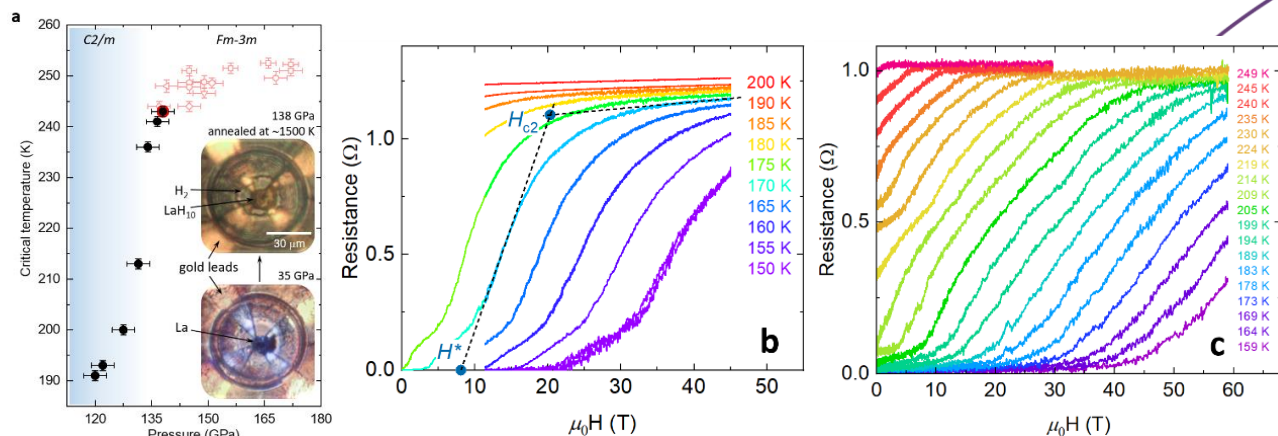 a
C2/m
Fm-3m
260
250
240
230
220
210
200
190
Critical temperature (K)
138 GPa
annealed at ~1500 K
H2
LaH10
30 μm
gold leads
35 GPa
La
120
135
150
165
180
Pressure (GPa)
Resistance (Ω)
1.0
0.5
0.0
200 K
190 K
185 K
180 K
175 K
170 K
165 K
160 K
155 K
150 K
Hc2
H*
b
0
10
20
30
40
50
μ0H (T)
Resistance (Ω)
1.0
0.5
0.0
249 K
245 K
240 K
235 K
230 K
224 K
219 K
214 K
209 K
205 K
199 K
194 K
189 K
183 K
178 K
173 K
169 K
164 K
159 K
c
0
10
20
30
40
50
60
μ0H (T)